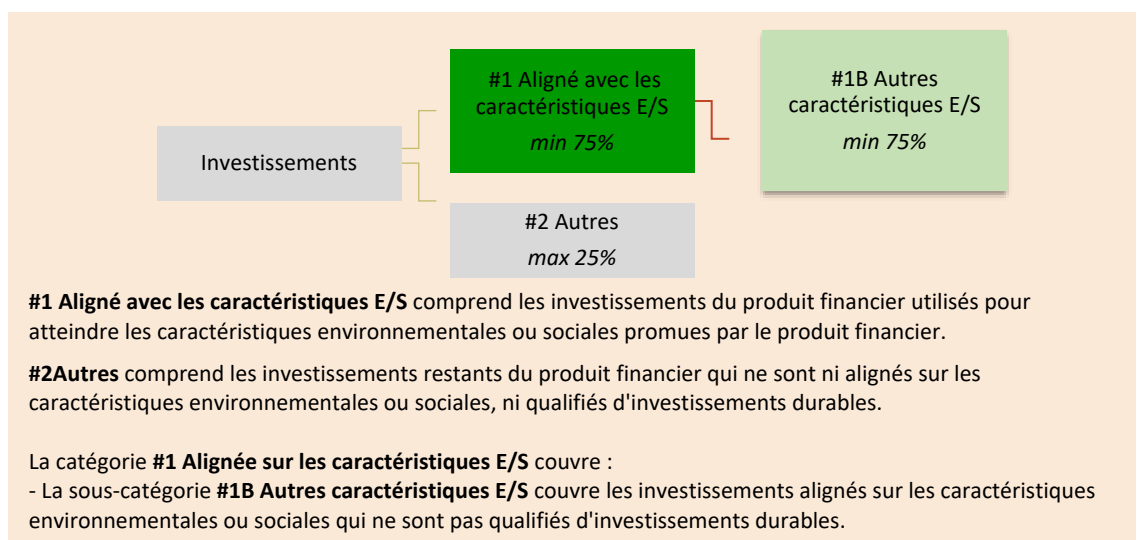 #1 Aligné avec les
caractéristiques E/S
min 75%
#1B Autres
caractéristiques E/S
min 75%
Investissements
#2 Autres
max 25%
#1 Aligné avec les caractéristiques E/S comprend les investissements du produit financier utilisés pour
atteindre les caractéristiques environnementales ou sociales promues par le produit financier.
#2Autres comprend les investissements restants du produit financier qui ne sont ni alignés sur les
caractéristiques environnementales ou sociales, ni qualifiés d'investissements durables.
La catégorie #1 Alignée sur les caractéristiques E/S couvre :
- La sous-catégorie #1B Autres caractéristiques E/S couvre les investissements alignés sur les caractéristiques
environnementales ou sociales qui ne sont pas qualifiés d'investissements durables.